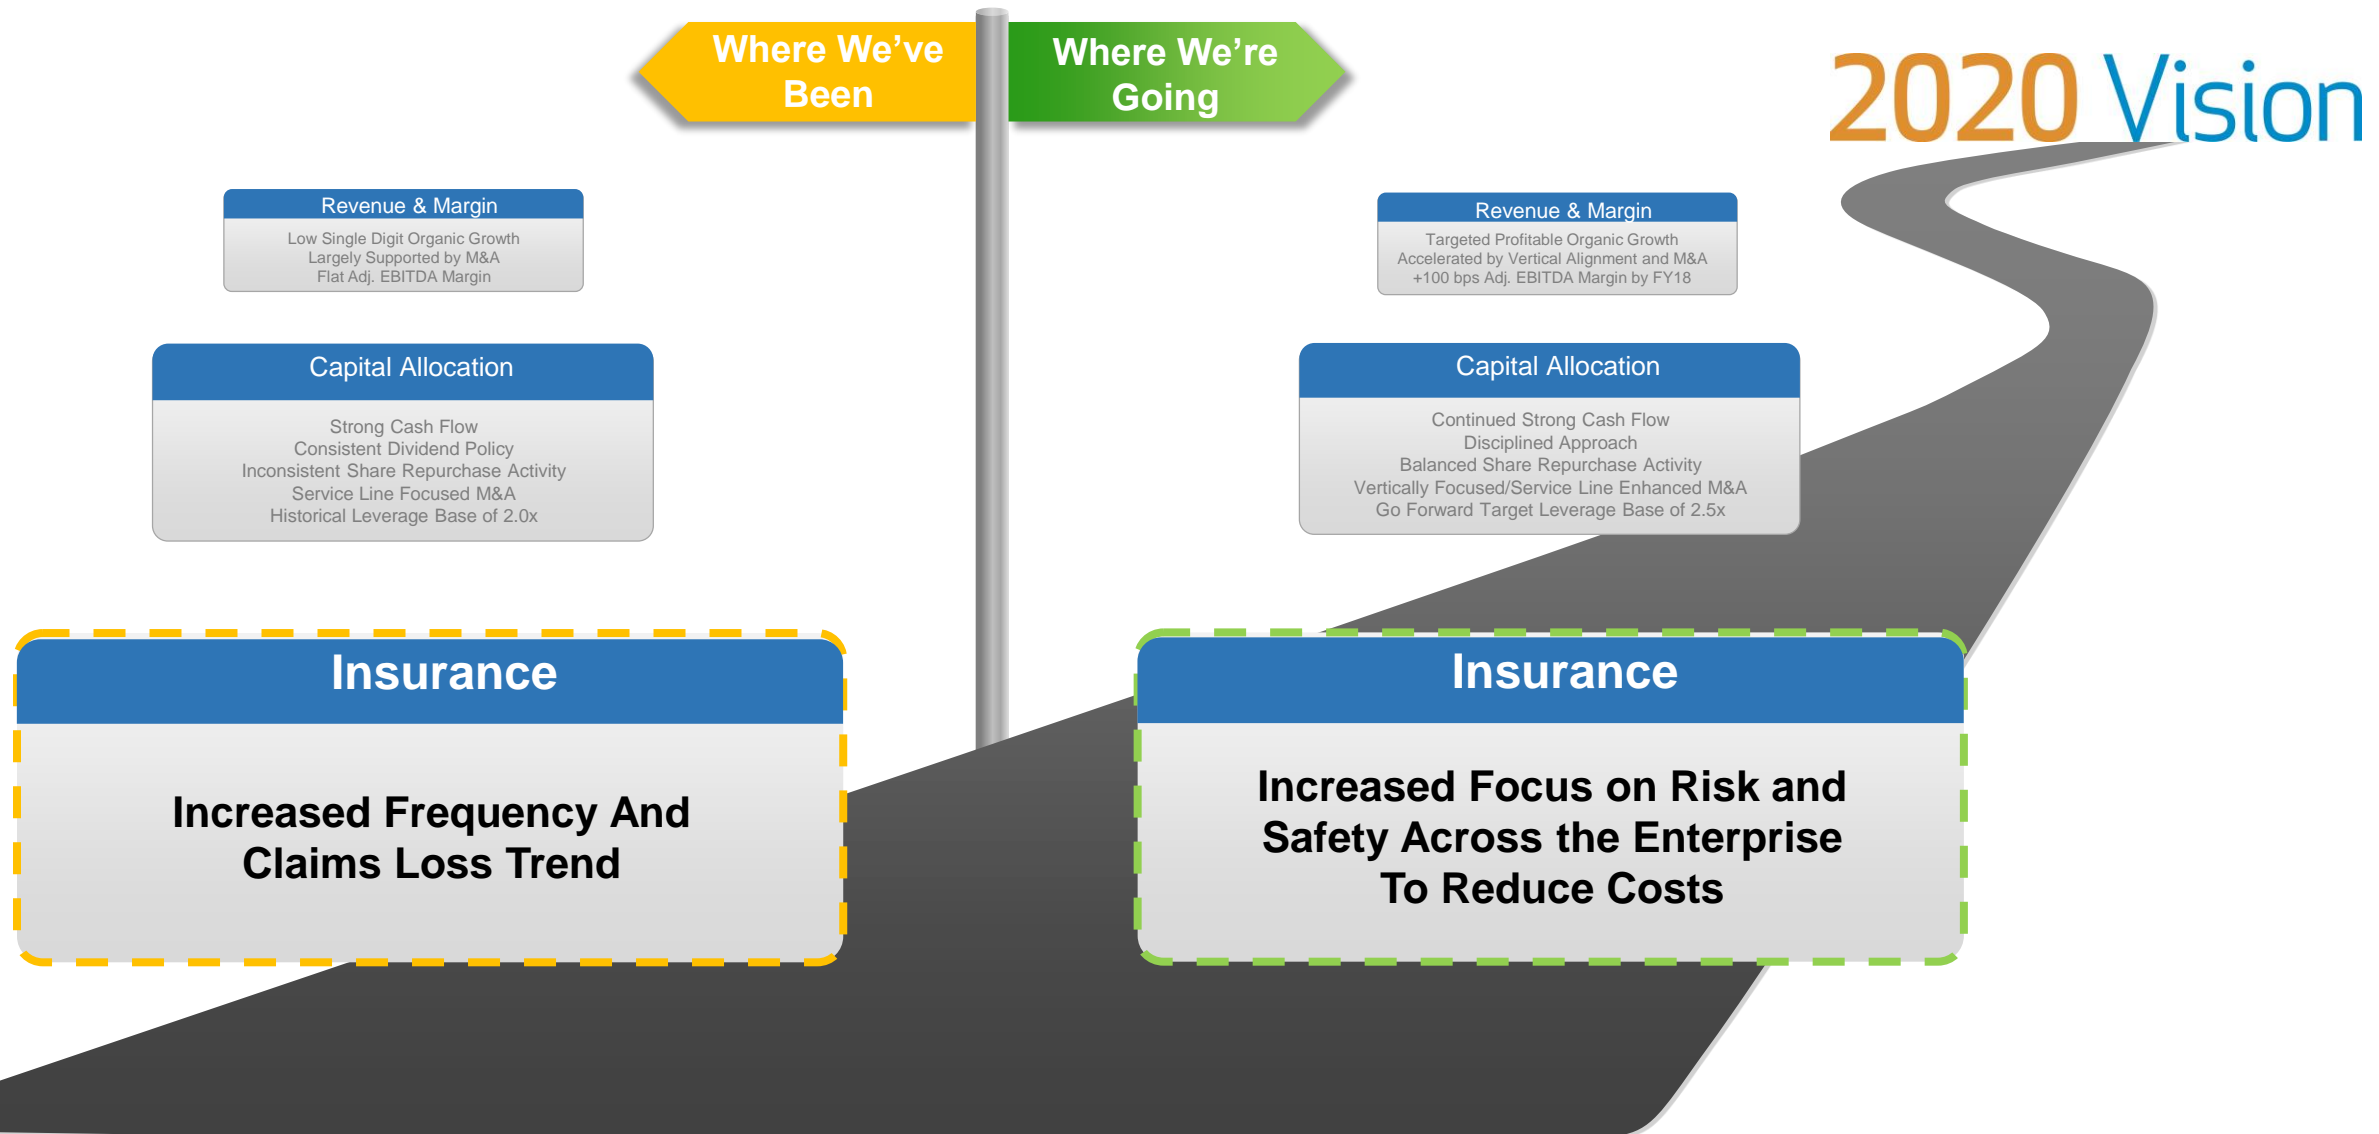 Where We've
Been
Where We're
Going
2020 Vision
Revenue & Margin
Low Single Digit Organic Growth
Largely Supported by M&A
Flat Adj. EBITDA Margin
Revenue & Margin
Targeted Profitable Organic Growth
Accelerated by Vertical Alignment and M&A
+100 bps Adj. EBITDA Margin by FY18
Capital Allocation
Strong Cash Flow
Consistent Dividend Policy
Inconsistent Share Repurchase Activity
Service Line Focused M&A
Historical Leverage Base of 2.0x
Capital Allocation
Continued Strong Cash Flow
Disciplined Approach
Balanced Share Repurchase Activity
Vertically Focused/Service Line Enhanced M&A
Go Forward Target Leverage Base of 2.5x
Insurance
Increased Frequency And
Claims Loss Trend
Insurance
Increased Focus on Risk and
Safety Across the Enterprise
To Reduce Costs